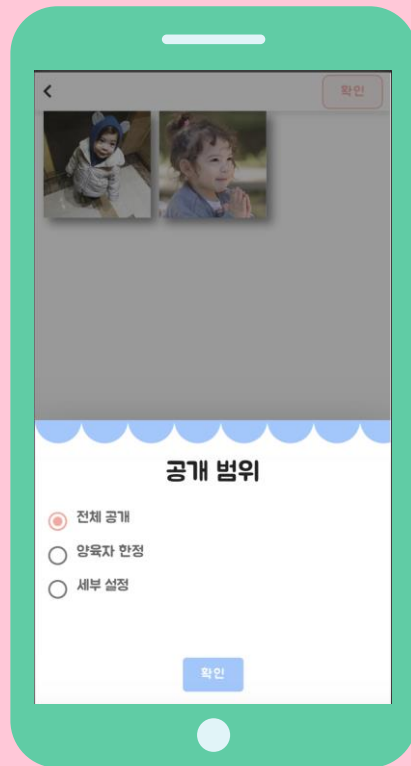 확인
공개 범위
전체 공개
양육자 한정
세부 설정
확인